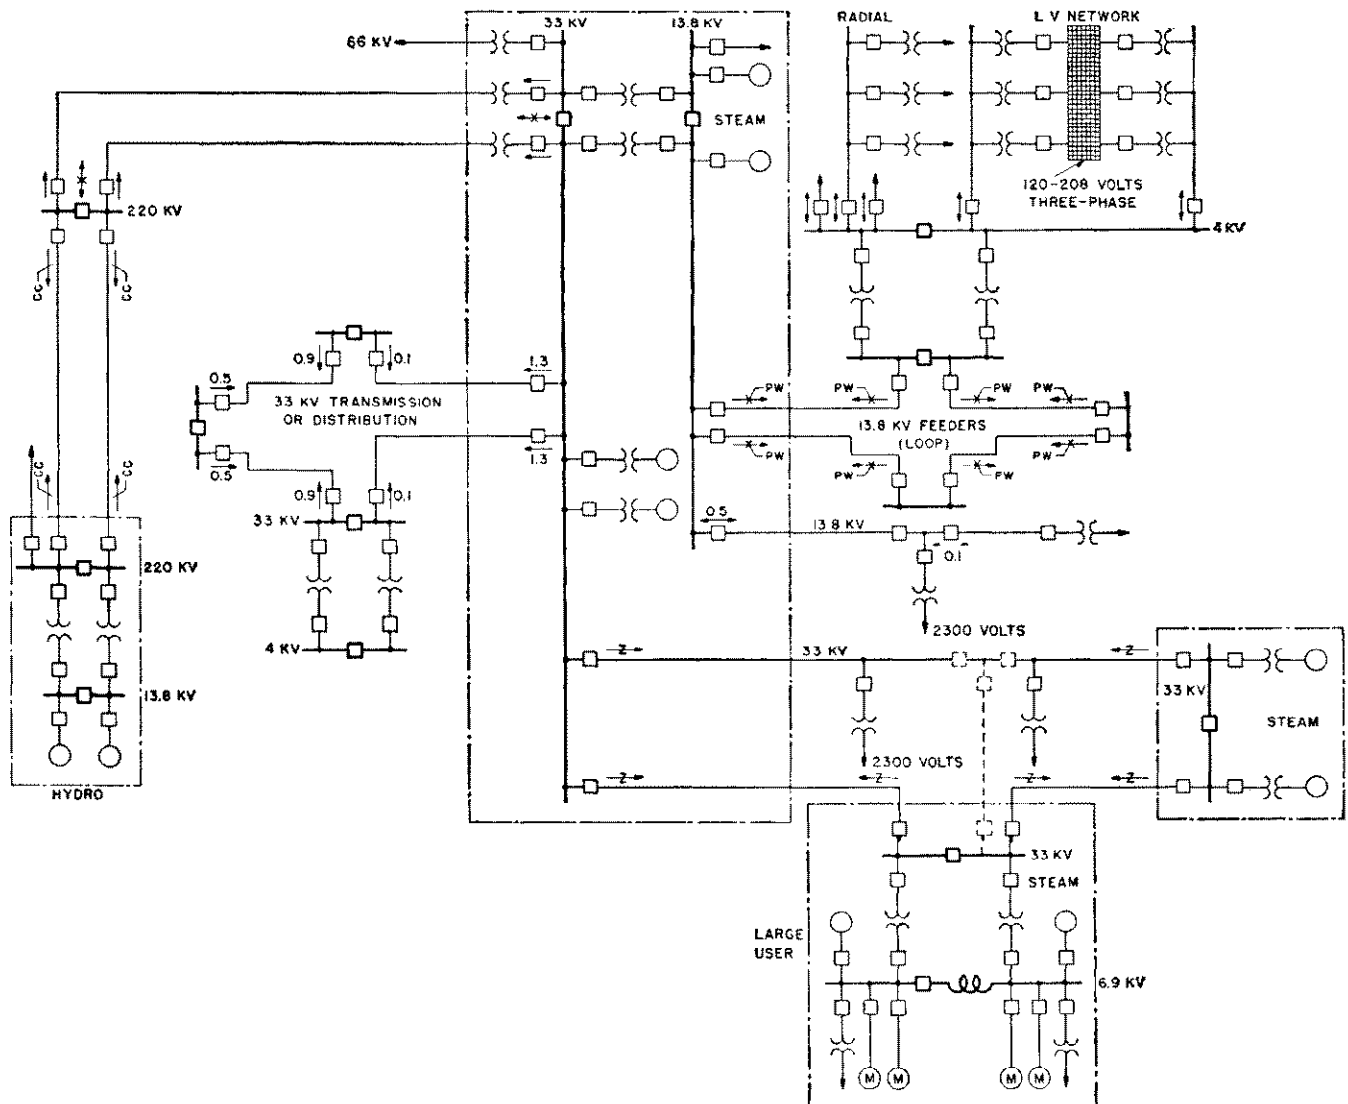 33 KV
13.8 KV
RADIAL
L V NETWORK
66 KV
STEAM
120-208 VOLTS
THREE-PHASE
220 KV
4 KV
CC
CC
0.9
0.1
1.3
0.5
33 KV TRANSMISSION
OR DISTRIBUTION
PW
PW
PW
PW
13.8 KV FEEDERS
(LOOP)
0.5
1.3
PW
PW
PW
PW
CC
CC
0.9
0.1
33 KV
0.5
13.8 KV
0.1
220 KV
2300 VOLTS
4 KV
Z
33 KV
Z
13.8 KV
33 KV
STEAM
2300 VOLTS
HYDRO
Z
Z
Z
Z
33 KV
STEAM
LARGE
USER
6.9 KV
M
M
M
M